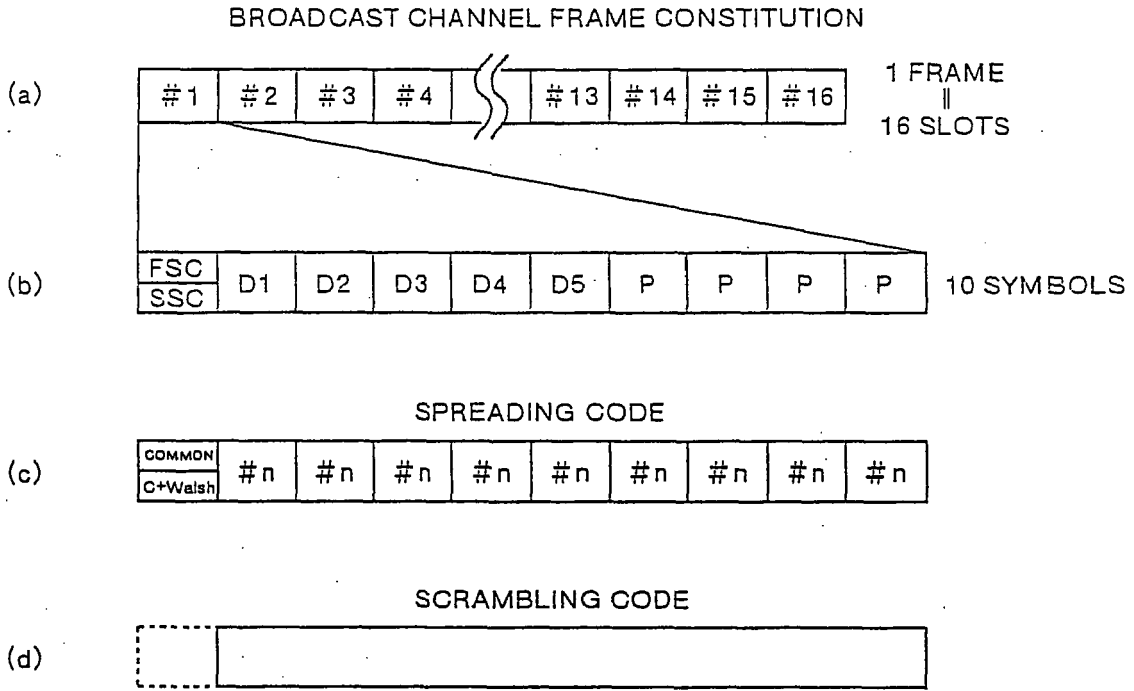 BROADCAST CHANNEL FRAME CONSTITUTION
(a) #1 #2 #3 #4 #13 #14 #15 #16 1 FRAME
||
16 SLOTS
(b) FSC SSC D1 D2 D3 D4 D5 P P P P 10 SYMBOLS
SPREADING CODE
(c) COMMON C+Walsh #n #n #n #n #n #n #n #n #n
SCRAMBLING CODE
(d)